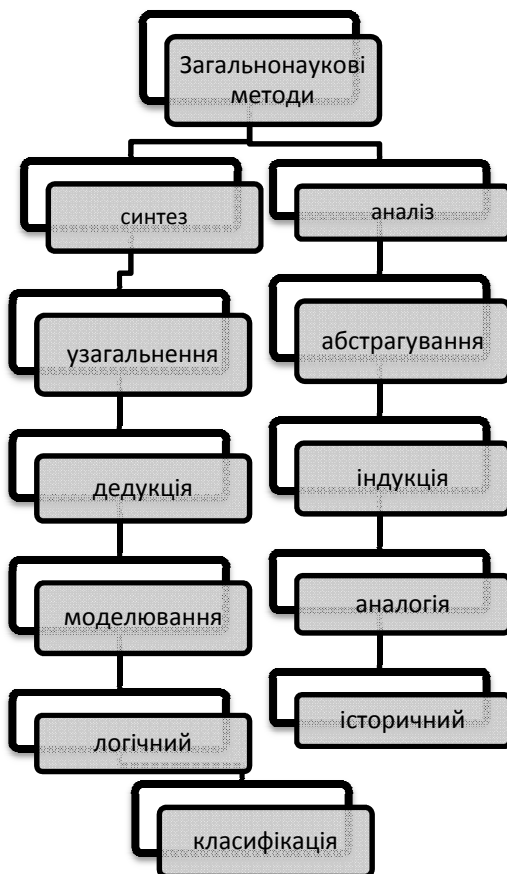 Загальнонаукові
методи
синтез
аналіз
узагальнення
абстрагування
дедукція
індукція
моделювання
аналогія
логічний
історичний
класифікація